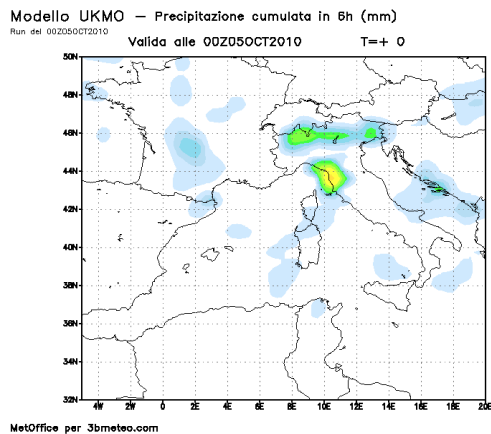 Modello UKMO – Precipitazione cumulata in 6h (mm)
Run del 00Z05OCT2010
Valida alle 00Z05OCT2010 T=+ 0
50N
48N
46N
44N
42N
40N
38N
36N
34N
32N
4W 2W 0 2E 4E 6E 8E 10E 12E 14E 16E 18E 20E
MetOffice per 3bmeteo.com